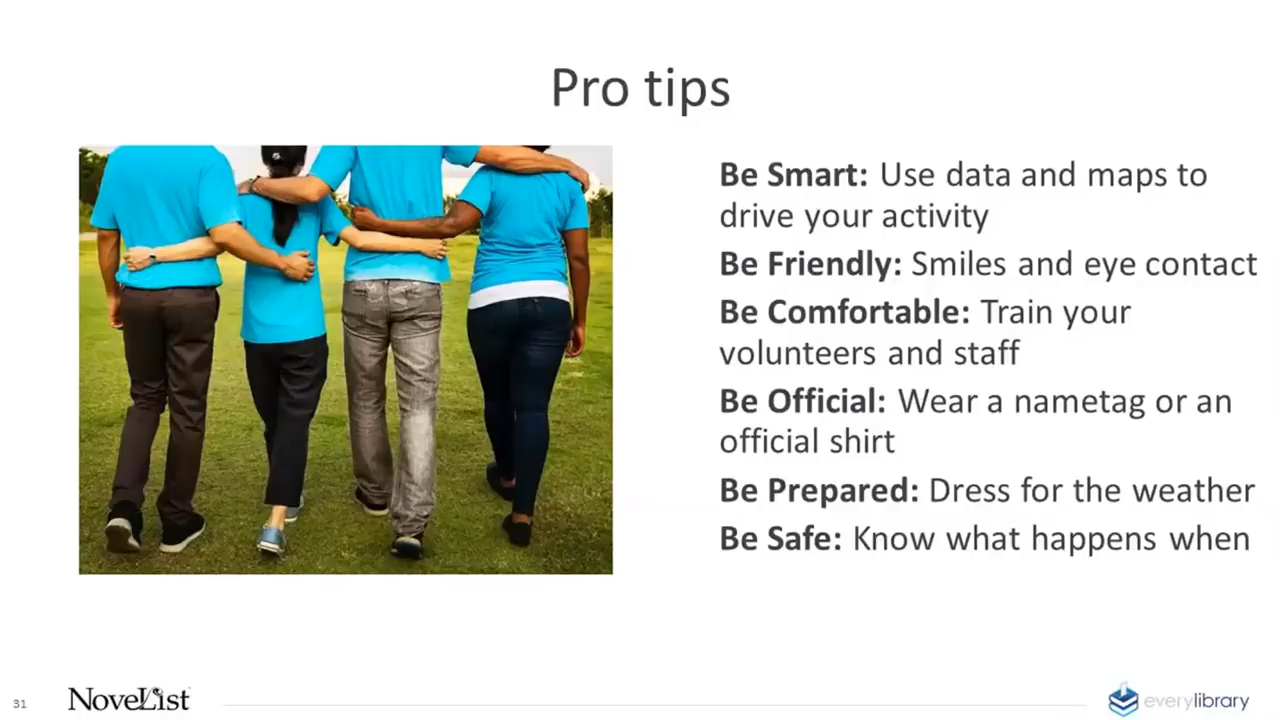 Pro tips
Be Smart: Use data and maps to
drive your activity
Be Friendly: Smiles and eye contact
Be Comfortable: Train your
volunteers and staff
Be Official: Wear a nametag or an
official shirt
Be Prepared: Dress for the weather
Be Safe: Know what happens when
31
NoveList
everylibrary